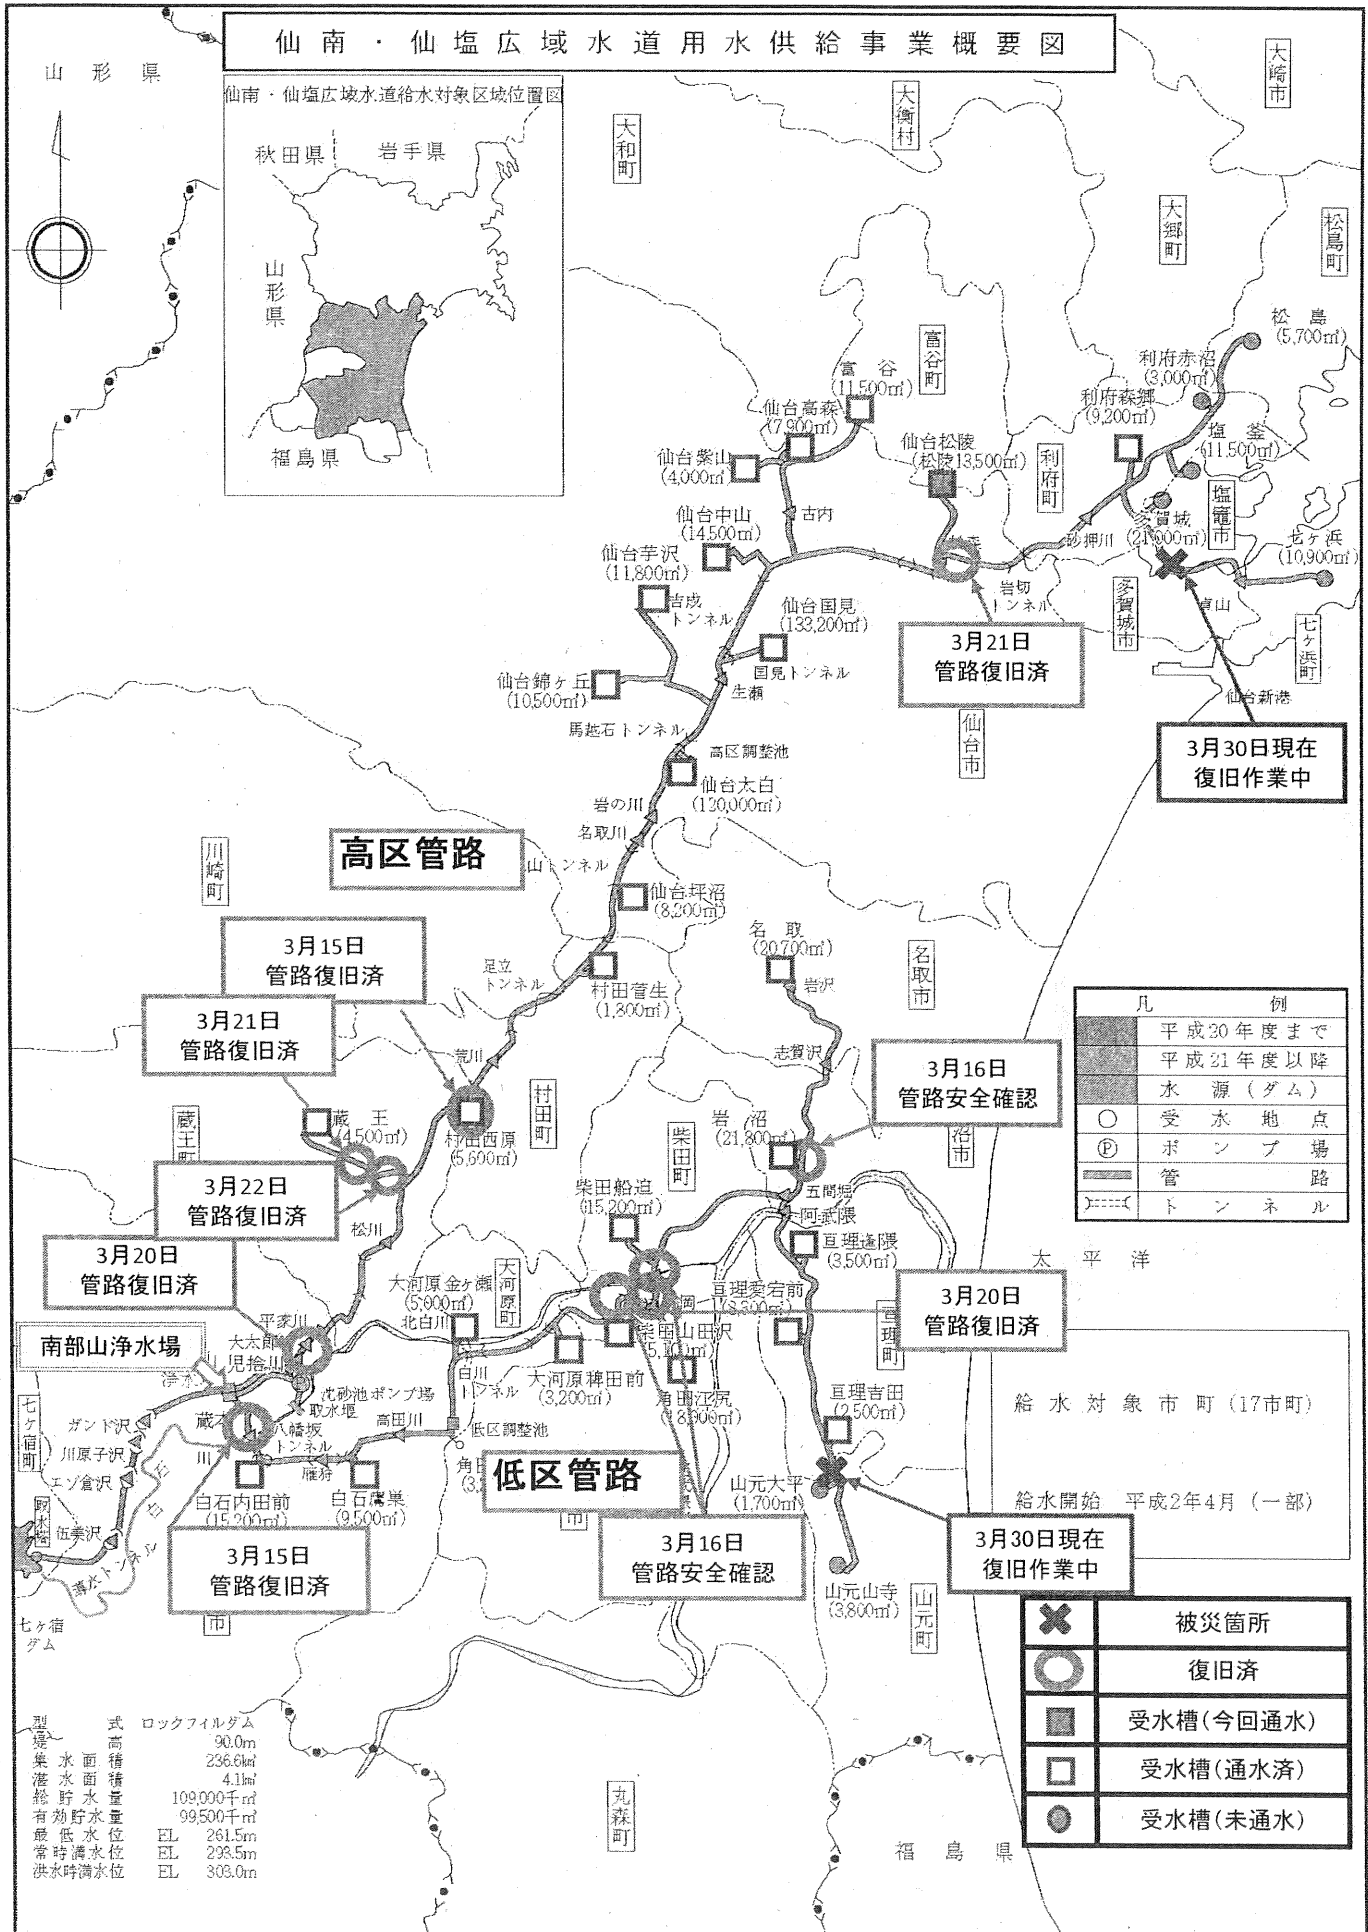 仙南・仙塩広域水道用水供給事業概要図
山形県
仙南・仙塩広域水道給水対象区域位置図
秋田県
岩手県
山形県
福島県
大和町
大衡村
大崎市
大郷町
松島町
富谷町
利府町
塩竈市
多賀城市
七ヶ浜町
松島
(5,700㎥)
利府赤沼
(3,000㎥)
利府森郷
(9,200㎥)
塩釜
(11,500㎥)
富谷
(11,500㎥)
仙台高森
(7,900㎥)
仙台松陵
(松陵13,500㎥)
仙台紫山
(4,000㎥)
古内
仙台中山
(14,500㎥)
砂押川
多賀城
(21,000㎥)
七ヶ浜
(10,900㎥)
仙台芋沢
(11,800㎥)
吉成
トンネル
仙台国見
(133,200㎥)
岩切
トンネル
貞山
3月21日
管路復旧済
国見トンネル
仙台錦ヶ丘
(10,500㎥)
生瀬
仙台新港
馬越石トンネル
仙台市
高区調整池
3月30日現在
復旧作業中
仙台太白
(120,000㎥)
岩の川
名取川
高区管路
山トンネル
川崎町
仙台坪沼
(8,200㎥)
名取
(20,700㎥)
名取市
3月15日
管路復旧済
足立
トンネル
岩沢
村田菅生
(1,300㎥)
3月21日
管路復旧済
荒川
志賀沢
凡例
平成20年度まで
平成21年度以降
水源(ダム)
受水地点
Ⓟ ポンプ場
管路
トンネル
3月16日
管路安全確認
村田町
蔵王
(4,500㎥)
村田西原
(5,600㎥)
柴田町
岩沼
(21,800㎥)
沼市
3月22日
管路復旧済
柴田船迫
(15,200㎥)
五間堀
阿武隈
松川
3月20日
管路復旧済
亘理逢隈
(3,500㎥)
太平洋
大河原町
大河原金ヶ瀬
(5,000㎥)
北白川
亘理愛宕前
3月20日
管路復旧済
平家川
南部山浄水場
児捨川
柴田山田沢
亘理町
白川
トンネル
大河原稗田前
(3,200㎥)
角田江尻
沈砂池ポンプ場
取水堰
亘理吉田
(2,500㎥)
給水対象市町(17市町)
七ヶ宿町
ガンド沢
川原子沢
エゾ倉沢
八幡坂
トンネル
高田川
低区調整池
雁狩
低区管路
山元大平
(1,700㎥)
白石内田前
(15,200㎥)
白石鷹巣
(9,500㎥)
給水開始 平成2年4月(一部)
取水塔
伍美沢
導水トンネル
3月15日
管路復旧済
3月16日
管路安全確認
3月30日現在
復旧作業中
山元山寺
(3,800㎥)
山元町
七ヶ宿
ダム
市
被災箇所
復旧済
受水槽(今回通水)
受水槽(通水済)
受水槽(未通水)
型式 ロックフィルダム
堤高 90.0m
集水面積 236.6k㎡
湛水面積 4.1k㎡
総貯水量 109,000千㎥
有効貯水量 99,500千㎥
最低水位 EL 261.5m
常時満水位 EL 293.5m
洪水時満水位 EL 303.0m
丸森町
福島県